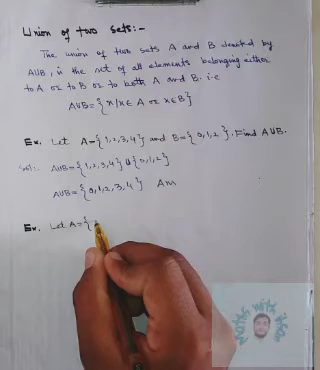 Union of two sets:-
The union of two sets A and B denoted by
A∪B, is the set of all elements belonging either
to A or to B or to both A and B. i.e
A∪B = {x/x∈A or x∈B}
Ex. Let A={1,2,3,4} and B={0,1,2}. Find A∪B.
Sol:. A∪B = {1,2,3,4} ∪ {0,1,2}
A∪B = {0,1,2,3,4} Ans
Ex. Let A={